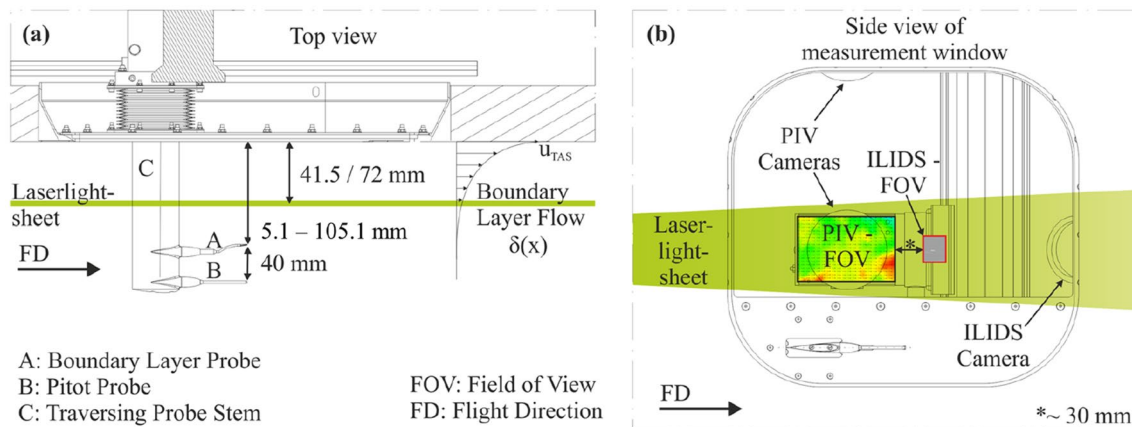 (a)
Top view
C
u_TAS
41.5 / 72 mm
Laserlight-
sheet
Boundary
Layer Flow
δ(x)
5.1 – 105.1 mm
A
FD
40 mm
B
A: Boundary Layer Probe
B: Pitot Probe
C: Traversing Probe Stem
FOV: Field of View
FD: Flight Direction
(b)
Side view of
measurement window
PIV
Cameras
ILIDS -
FOV
Laser-
light-
sheet
PIV -
FOV
*
ILIDS
Camera
FD
*~ 30 mm